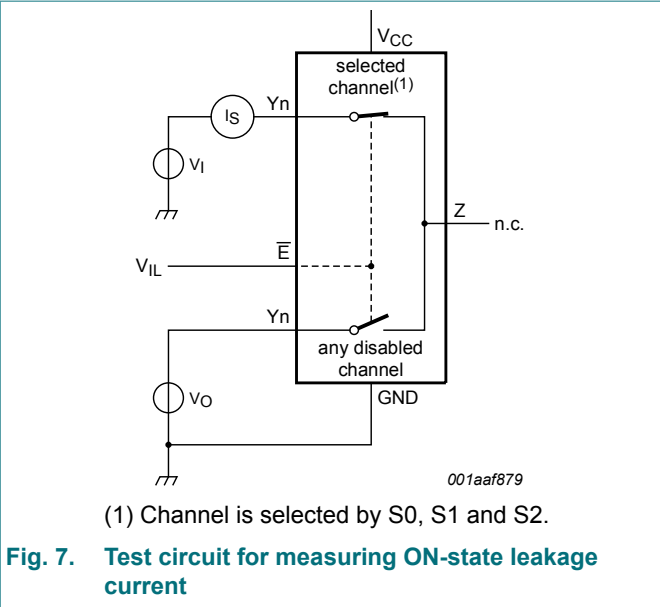 VCC
selected
channel(1)
Yn
IS
VI
Z
n.c.
E
VIL
Yn
any disabled
channel
VO
GND
001aaf879
(1) Channel is selected by S0, S1 and S2.
Fig. 7. Test circuit for measuring ON-state leakage
current